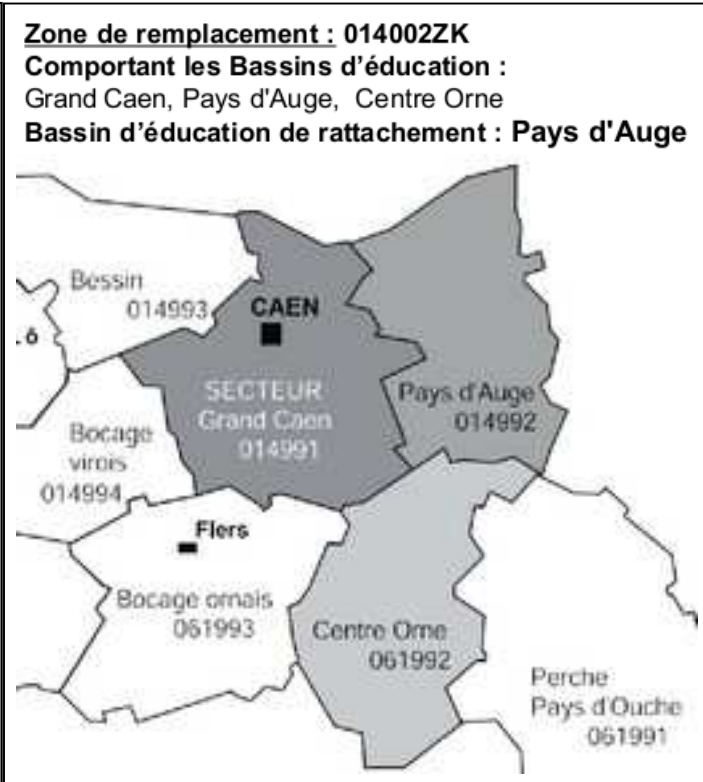 Zone de remplacement : 014002ZK
Comportant les Bassins d'éducation :
Grand Caen, Pays d'Auge, Centre Orne
Bassin d'éducation de rattachement : Pays d'Auge
Bessin
014993
CAEN
ô
SECTEUR
Grand Caen
014991
Pays d'Auge
014992
Bocage
virois
014994
Flers
Bocage ornais
061993
Centre Orne
061992
Perche
Pays d'Ouche
061991